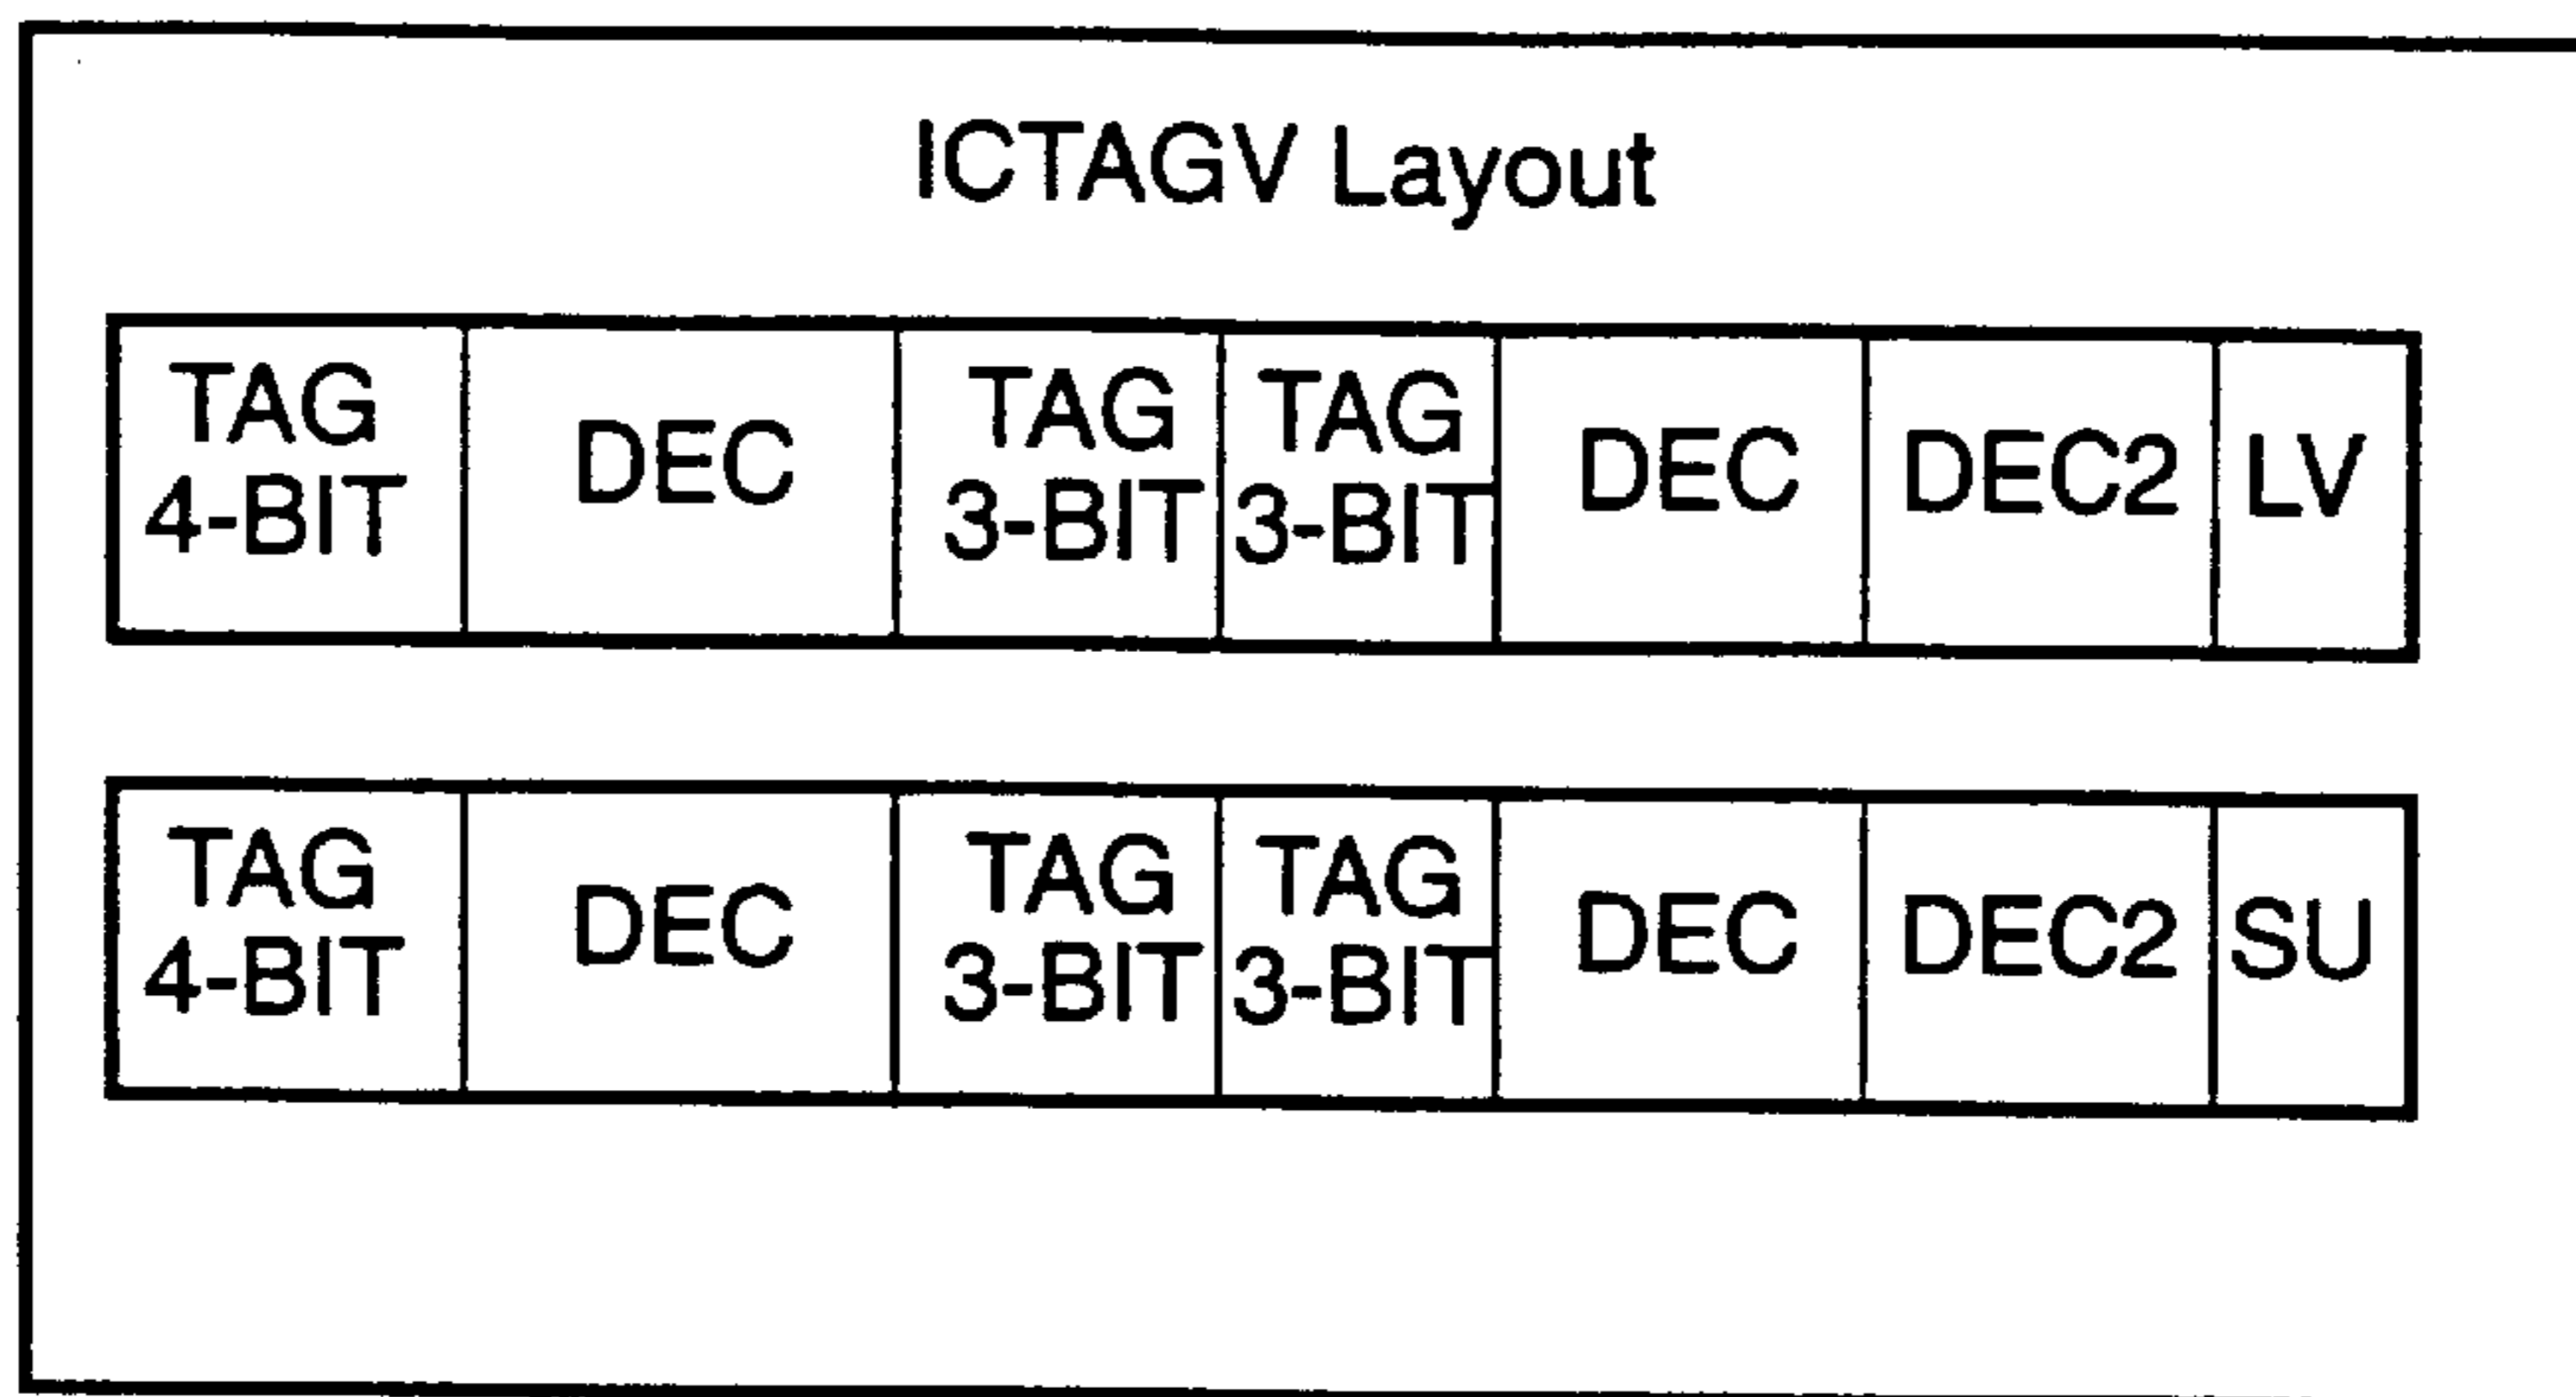 ICTAGV Layout
TAG 4-BIT DEC TAG 3-BIT TAG 3-BIT DEC DEC2 LV
TAG 4-BIT DEC TAG 3-BIT TAG 3-BIT DEC DEC2 SU